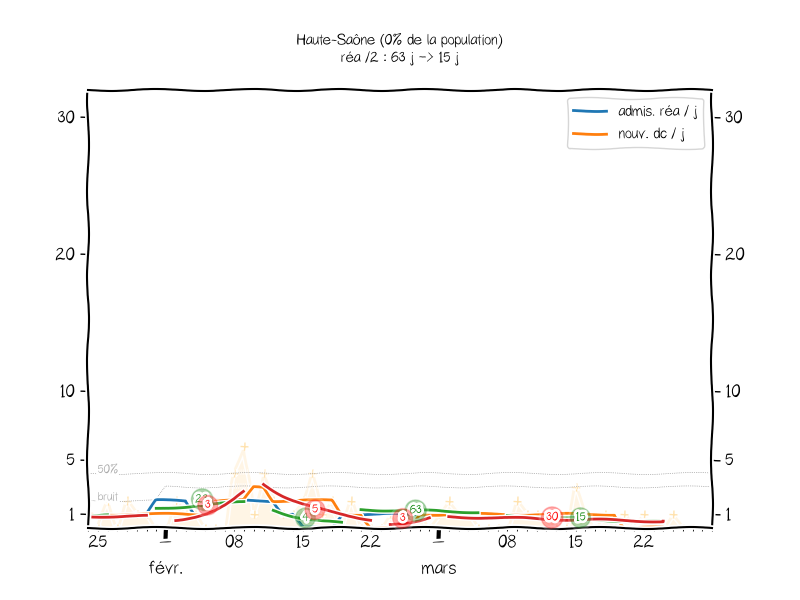 Haute-Saône (0% de la population)
réa /2 : 63 j -> 15 j
admis. réa / j
nouv. dc / j
30 30
20 20
10 10
5 5
1 1
50%
bruit
3
4
5
3
63
30
15
25 1 08 15 22 1 08 15 22
févr. mars